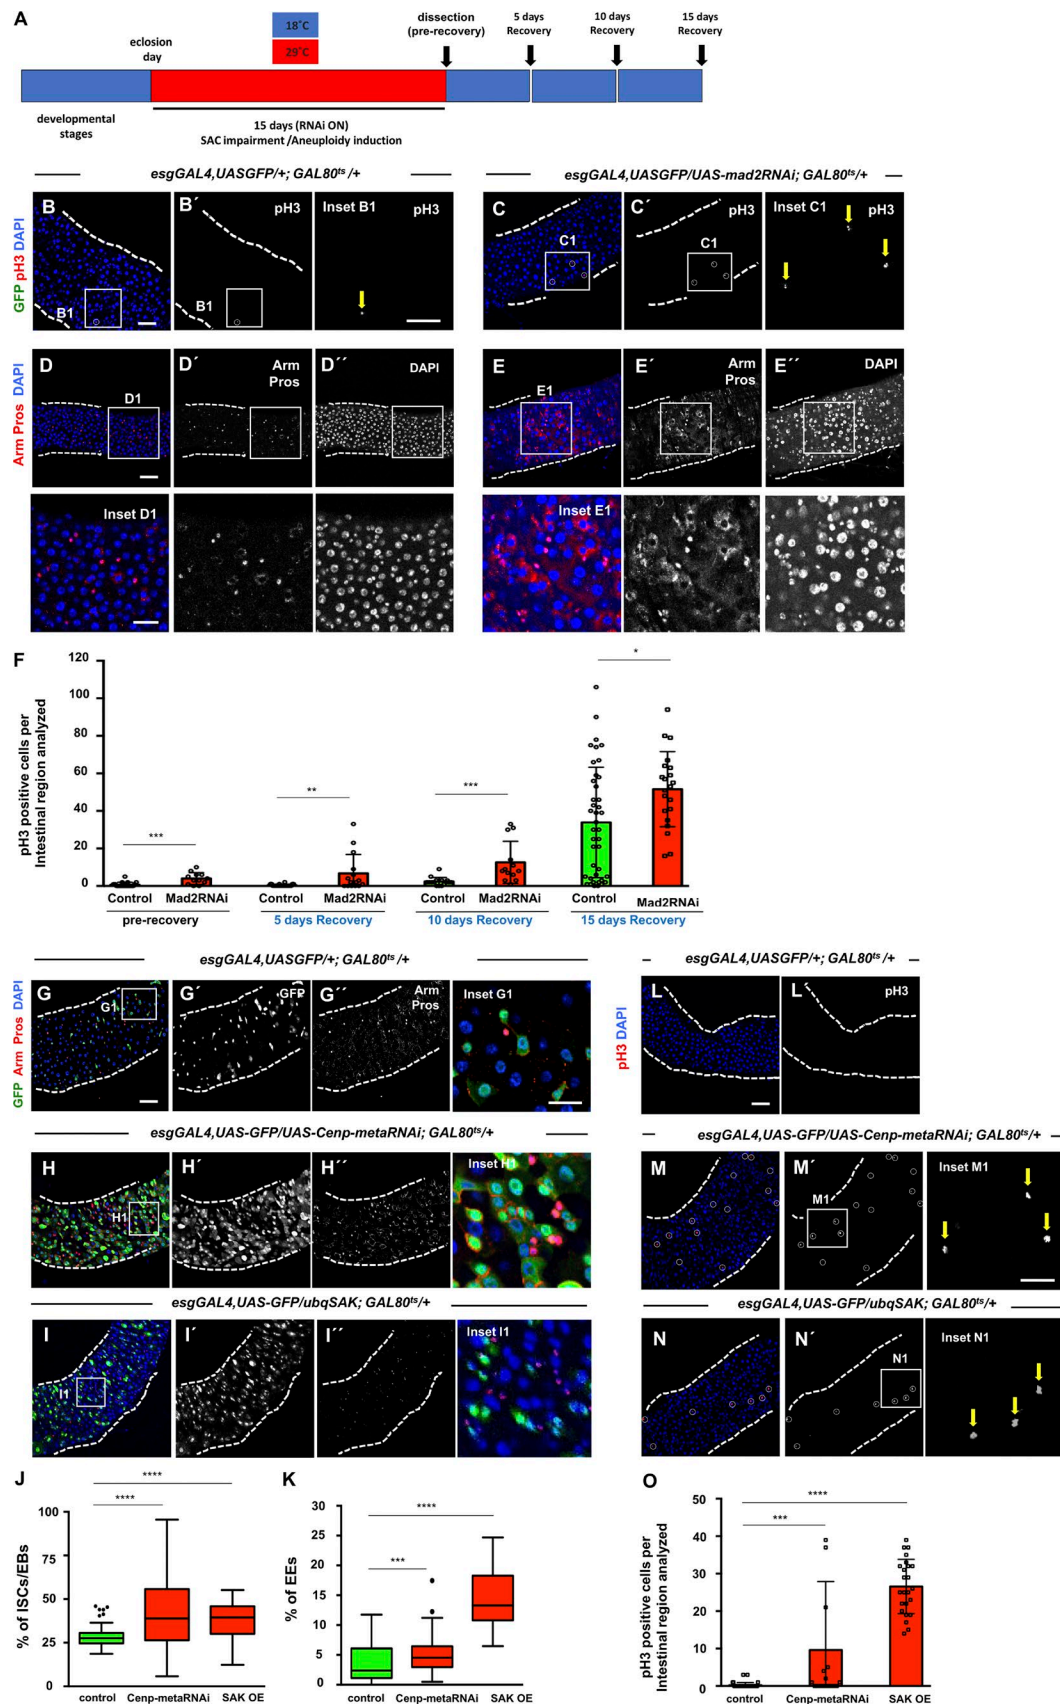 A
18˚C
29˚C
eclosion
day
dissection
(pre-recovery)
5 days
Recovery
10 days
Recovery
15 days
Recovery
developmental
stages
15 days (RNAi ON)
SAC impairment /Aneuploidy induction
esgGAL4,UASGFP/+; GAL80ts /+
esgGAL4,UASGFP/UAS-mad2RNAi; GAL80ts/+
GFP pH3 DAPI
B
B1
B´
pH3
B1
Inset B1
pH3
C
C1
C´
pH3
C1
Inset C1
pH3
Arm Pros DAPI
D
D1
D´
Arm
Pros
D´´
DAPI
E
E1
E´
Arm
Pros
E´´
DAPI
Inset D1
Inset E1
F
pH3 positive cells per
Intestinal region analyzed
120
100
80
60
40
20
0
***
**
***
*
Control
Mad2RNAi
Control
Mad2RNAi
Control
Mad2RNAi
Control
Mad2RNAi
pre-recovery
5 days Recovery
10 days Recovery
15 days Recovery
esgGAL4,UASGFP/+; GAL80ts /+
esgGAL4,UASGFP/+; GAL80ts /+
GFP Arm Pros DAPI
G
G1
G´
GFP
G´´
Arm
Pros
Inset G1
pH3 DAPI
L
L´
pH3
esgGAL4,UAS-GFP/UAS-Cenp-metaRNAi; GAL80ts/+
esgGAL4,UAS-GFP/UAS-Cenp-metaRNAi; GAL80ts/+
H
H1
H´
H´´
Inset H1
M
M´
M1
Inset M1
esgGAL4,UAS-GFP/ubqSAK; GAL80ts/+
esgGAL4,UAS-GFP/ubqSAK; GAL80ts/+
I
I1
I´
I´´
Inset I1
N
N´
N1
Inset N1
J
% of ISCs/EBs
100
75
50
25
0
****
****
control
Cenp-metaRNAi
SAK OE
K
% of EEs
30
25
20
15
10
5
0
****
***
control
Cenp-metaRNAi
SAK OE
O
pH3 positive cells per
Intestinal region analyzed
50
40
30
20
10
0
****
***
control
Cenp-metaRNAi
SAK OE